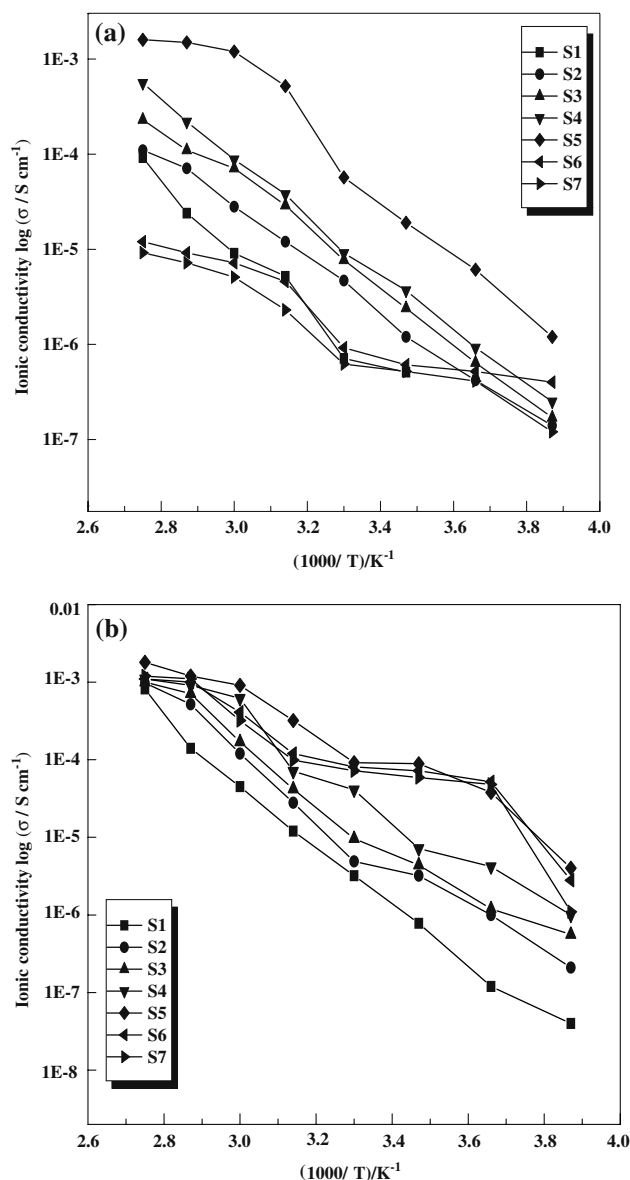 (a)
Ionic conductivity log (σ / S cm⁻¹)
1E-3
1E-4
1E-5
1E-6
1E-7
S1
S2
S3
S4
S5
S6
S7
2.6 2.8 3.0 3.2 3.4 3.6 3.8 4.0
(1000/ T)/K⁻¹
(b)
Ionic conductivity log (σ / S cm⁻¹)
0.01
1E-3
1E-4
1E-5
1E-6
1E-7
1E-8
S1
S2
S3
S4
S5
S6
S7
2.6 2.8 3.0 3.2 3.4 3.6 3.8 4.0
(1000/ T)/K⁻¹